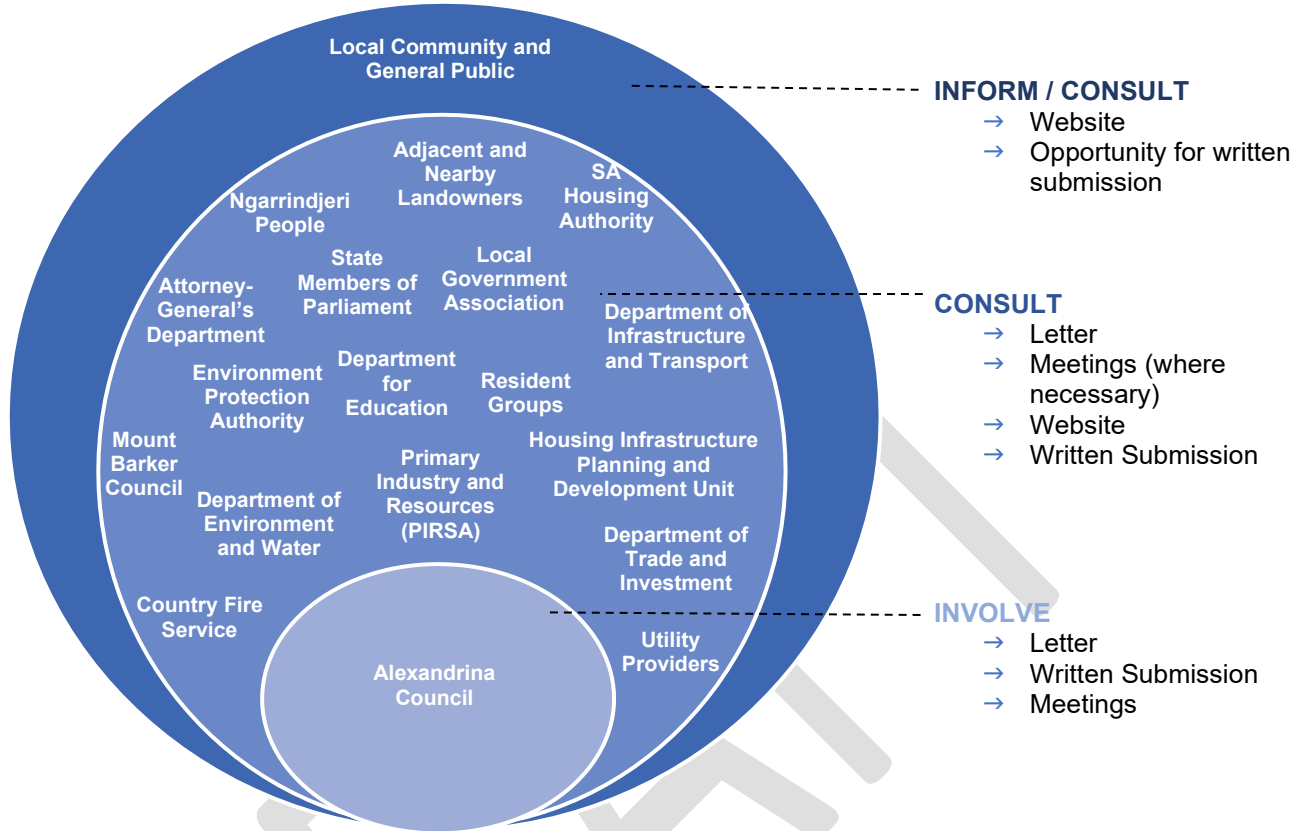 Local Community and
General Public
Adjacent and
Nearby
Landowners
SA
Housing
Authority
Ngarrindjeri
People
State
Members of
Parliament
Local
Government
Association
Attorney-
General's
Department
Department of
Infrastructure
and Transport
Environment
Protection
Authority
Department
for
Education
Resident
Groups
Mount
Barker
Council
Primary
Industry and
Resources
(PIRSA)
Housing Infrastructure
Planning and
Development Unit
Department of
Environment
and Water
Department of
Trade and
Investment
Country Fire
Service
Utility
Providers
Alexandrina
Council
INFORM / CONSULT
→ Website
→ Opportunity for written
submission
CONSULT
→ Letter
→ Meetings (where
necessary)
→ Website
→ Written Submission
INVOLVE
→ Letter
→ Written Submission
→ Meetings